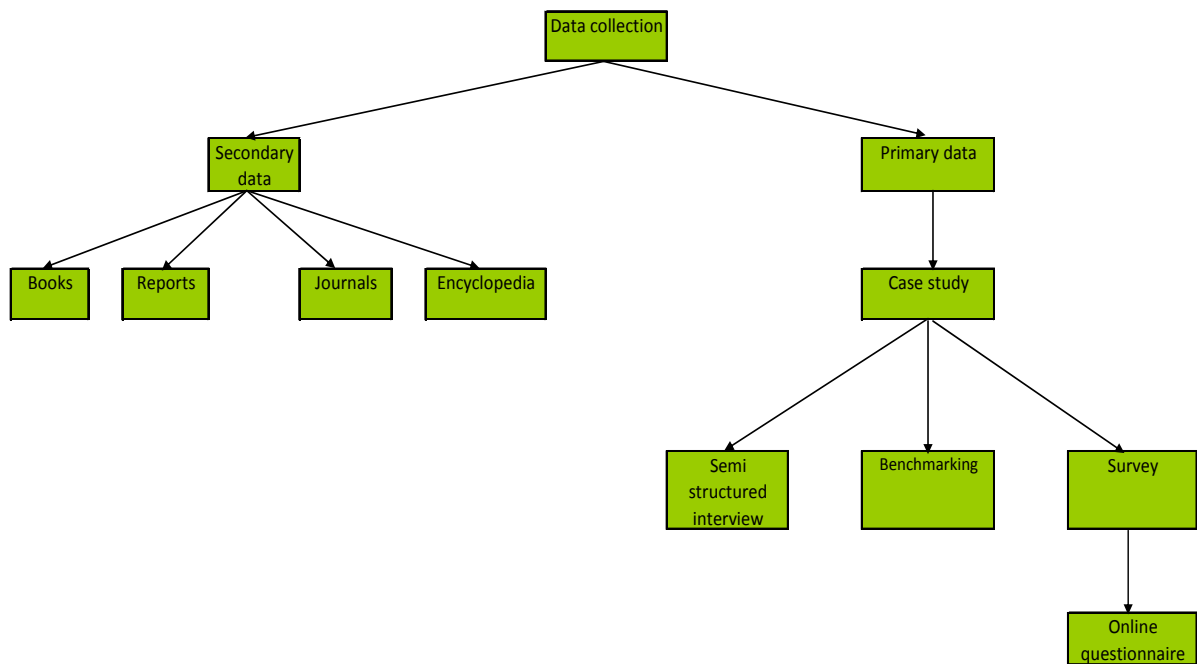 Data collection
Secondary
data
Primary data
Books
Reports
Journals
Encyclopedia
Case study
Semi
structured
interview
Benchmarking
Survey
Online
questionnaire